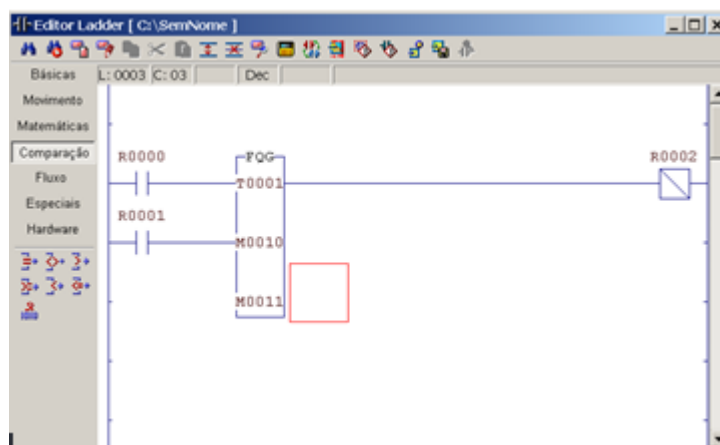 Editor Ladder [ C:\SemNome ]
Básicas
L: 0003 C: 03 Dec
Movimento
Matemáticas
Comparação
Fluxo
Especiais
Hardware
R0000
FQG
R0002
T0001
R0001
M0010
M0011